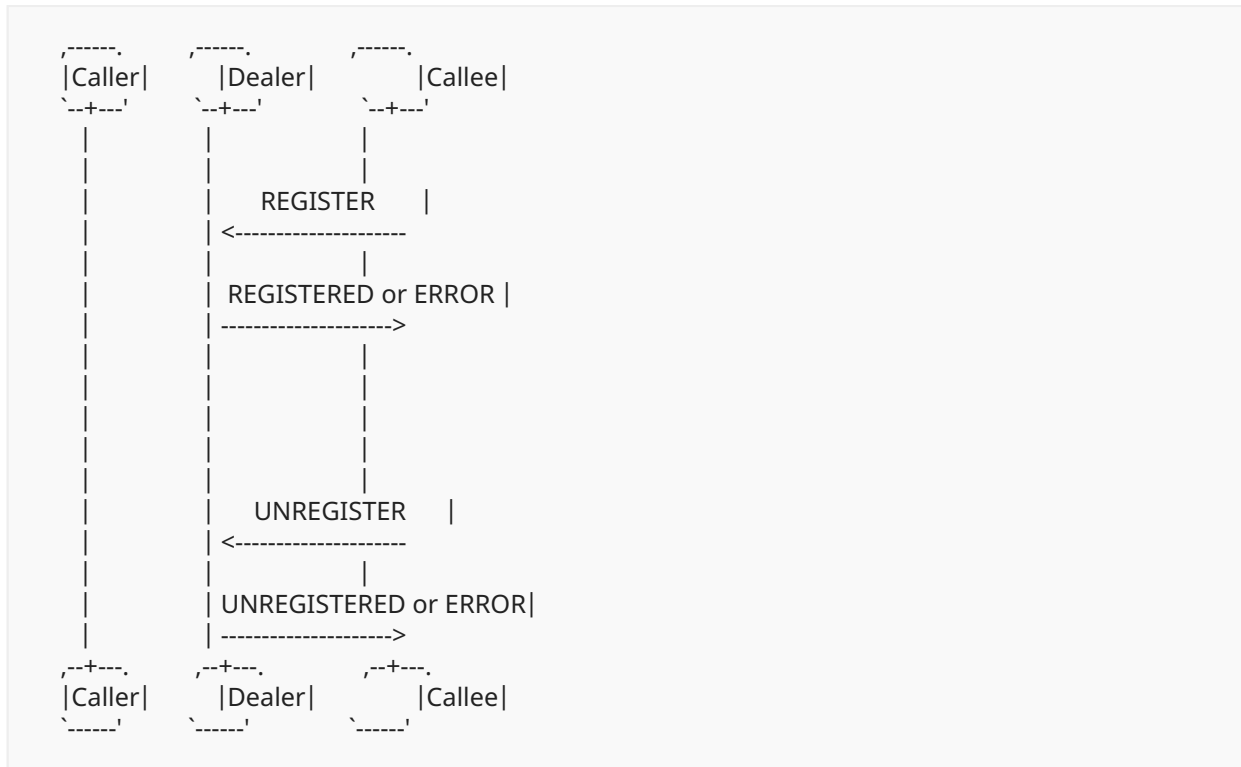 ,------.          ,------.               ,------.
|Caller|          |Dealer|               |Callee|
`--+---'          `--+---'               `--+---'
   |                 |                      |
   |                 |                      |
   |                 |       REGISTER       |
   |                 | <---------------------
   |                 |                      |
   |                 |  REGISTERED or ERROR |
   |                 | --------------------->
   |                 |                      |
   |                 |                      |
   |                 |                      |
   |                 |                      |
   |                 |                      |
   |                 |      UNREGISTER      |
   |                 | <---------------------
   |                 |                      |
   |                 | UNREGISTERED or ERROR|
   |                 | --------------------->
,--+---.          ,--+---.               ,--+---.
|Caller|          |Dealer|               |Callee|
`------'          `------'               `------'